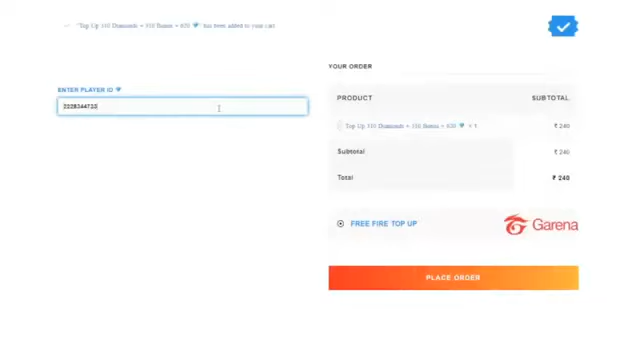 "Top Up 310 Diamonds + 310 Bonus = 620 💎" has been added to your cart
YOUR ORDER
ENTER PLAYER ID 💎
PRODUCT SUBTOTAL
Top Up 310 Diamonds + 310 Bonus = 620 💎 × 1 ₹ 240
Subtotal ₹ 240
Total ₹ 240
FREE FIRE TOP UP
Garena
PLACE ORDER